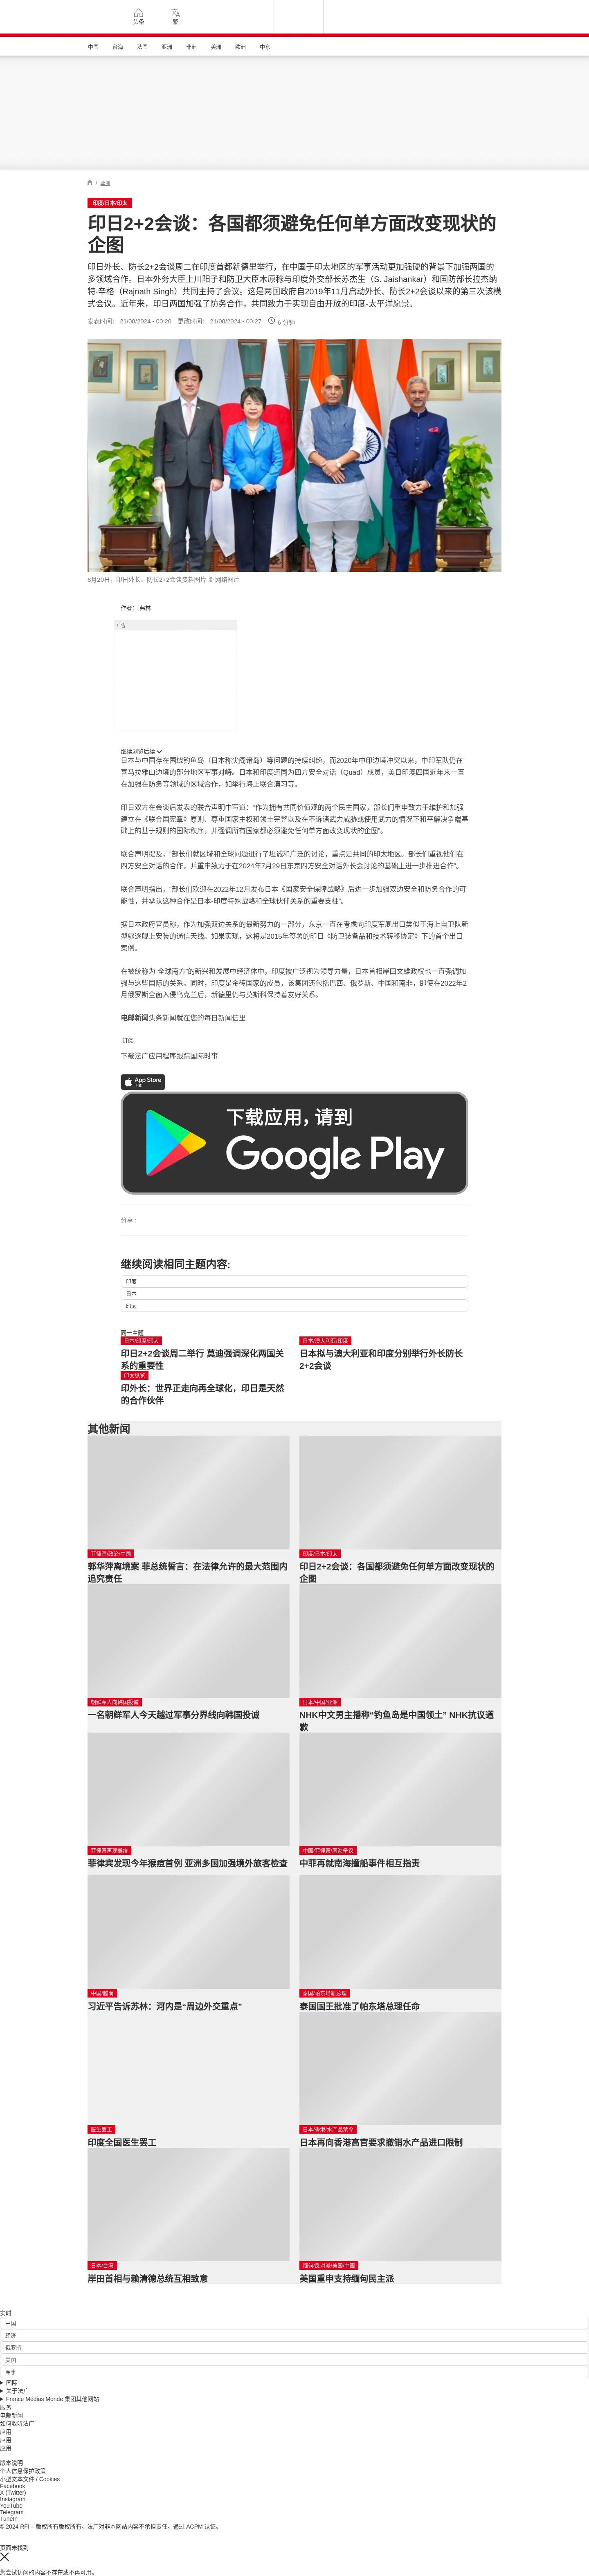 头条
繁
中国 台海 法国 亚洲 非洲 美洲 欧洲 中东
/ 亚洲
印度/日本/印太
印日2+2会谈：各国都须避免任何单方面改变现状的
企图
印日外长、防长2+2会谈周二在印度首都新德里举行，在中国于印太地区的军事活动更加强硬的背景下加强两国的
多领域合作。日本外务大臣上川阳子和防卫大臣木原稔与印度外交部长苏杰生（S. Jaishankar）和国防部长拉杰纳
特·辛格（Rajnath Singh）共同主持了会议。这是两国政府自2019年11月启动外长、防长2+2会谈以来的第三次该模
式会议。近年来，印日两国加强了防务合作，共同致力于实现自由开放的印度-太平洋愿景。
发表时间： 21/08/2024 - 00:20 更改时间： 21/08/2024 - 00:27 6 分钟
8月20日，印日外长、防长2+2会谈资料图片 © 网络图片
作者： 弗林
广告
继续浏览后续
日本与中国存在围绕钓鱼岛（日本称尖阁诸岛）等问题的持续纠纷，而2020年中印边境冲突以来，中印军队仍在
喜马拉雅山边境的部分地区军事对峙。日本和印度还同为四方安全对话（Quad）成员，美日印澳四国近年来一直
在加强在防务等领域的区域合作，如举行海上联合演习等。
印日双方在会谈后发表的联合声明中写道：“作为拥有共同价值观的两个民主国家，部长们重申致力于维护和加强
建立在《联合国宪章》原则、尊重国家主权和领土完整以及在不诉诸武力威胁或使用武力的情况下和平解决争端基
础上的基于规则的国际秩序，并强调所有国家都必须避免任何单方面改变现状的企图”。
联合声明提及，“部长们就区域和全球问题进行了坦诚和广泛的讨论，重点是共同的印太地区。部长们重视他们在
四方安全对话的合作，并重申致力于在2024年7月29日东京四方安全对话外长会讨论的基础上进一步推进合作”。
联合声明指出，“部长们欢迎在2022年12月发布日本《国家安全保障战略》后进一步加强双边安全和防务合作的可
能性，并承认这种合作是日本-印度特殊战略和全球伙伴关系的重要支柱”。
据日本政府官员称，作为加强双边关系的最新努力的一部分，东京一直在考虑向印度军舰出口类似于海上自卫队新
型驱逐舰上安装的通信天线。如果实现，这将是2015年签署的印日《防卫装备品和技术转移协定》下的首个出口
案例。
在被统称为“全球南方”的新兴和发展中经济体中，印度被广泛视为领导力量，日本首相岸田文雄政权也一直强调加
强与这些国家的关系。同时，印度是金砖国家的成员，该集团还包括巴西、俄罗斯、中国和南非，即使在2022年2
月俄罗斯全面入侵乌克兰后，新德里仍与莫斯科保持着友好关系。
电邮新闻头条新闻就在您的每日新闻信里
订阅
下载法广应用程序跟踪国际时事
App Store
下载
下载应用，请到
Google Play
分享 :
继续阅读相同主题内容:
印度
日本
印太
同一主题
日本/印度/印太
印日2+2会谈周二举行 莫迪强调深化两国关
系的重要性
日本/澳大利亚/印度
日本拟与澳大利亚和印度分别举行外长防长
2+2会谈
印太纵览
印外长：世界正走向再全球化，印日是天然
的合作伙伴
其他新闻
菲律宾/政治/中国
郭华萍离境案 菲总统誓言：在法律允许的最大范围内
追究责任
印度/日本/印太
印日2+2会谈：各国都须避免任何单方面改变现状的
企图
朝鲜军人向韩国投诚
一名朝鲜军人今天越过军事分界线向韩国投诚
日本/中国/亚洲
NHK中文男主播称“钓鱼岛是中国领土” NHK抗议道
歉
菲律宾再现猴痘
菲律宾发现今年猴痘首例 亚洲多国加强境外旅客检查
中国/菲律宾/南海争议
中菲再就南海撞船事件相互指责
中国/越南
习近平告诉苏林：河内是“周边外交重点”
泰国/帕东塔新总理
泰国国王批准了帕东塔总理任命
医生罢工
印度全国医生罢工
日本/香港/水产品禁令
日本再向香港高官要求撤销水产品进口限制
日本/台湾
岸田首相与赖清德总统互相致意
缅甸/反对派/美国/中国
美国重申支持缅甸民主派
实时
中国
经济
俄罗斯
美国
军事
国际
关于法广
France Médias Monde 集团其他网站
服务
电邮新闻
如何收听法广
应用
应用
应用
版本说明
个人信息保护政策
小型文本文件 / Cookies
Facebook
X (Twitter)
Instagram
YouTube
Telegram
TuneIn
© 2024 RFI – 版权所有版权所有。法广对非本网站内容不承担责任。通过 ACPM 认证。
页面未找到
您尝试访问的内容不存在或不再可用。